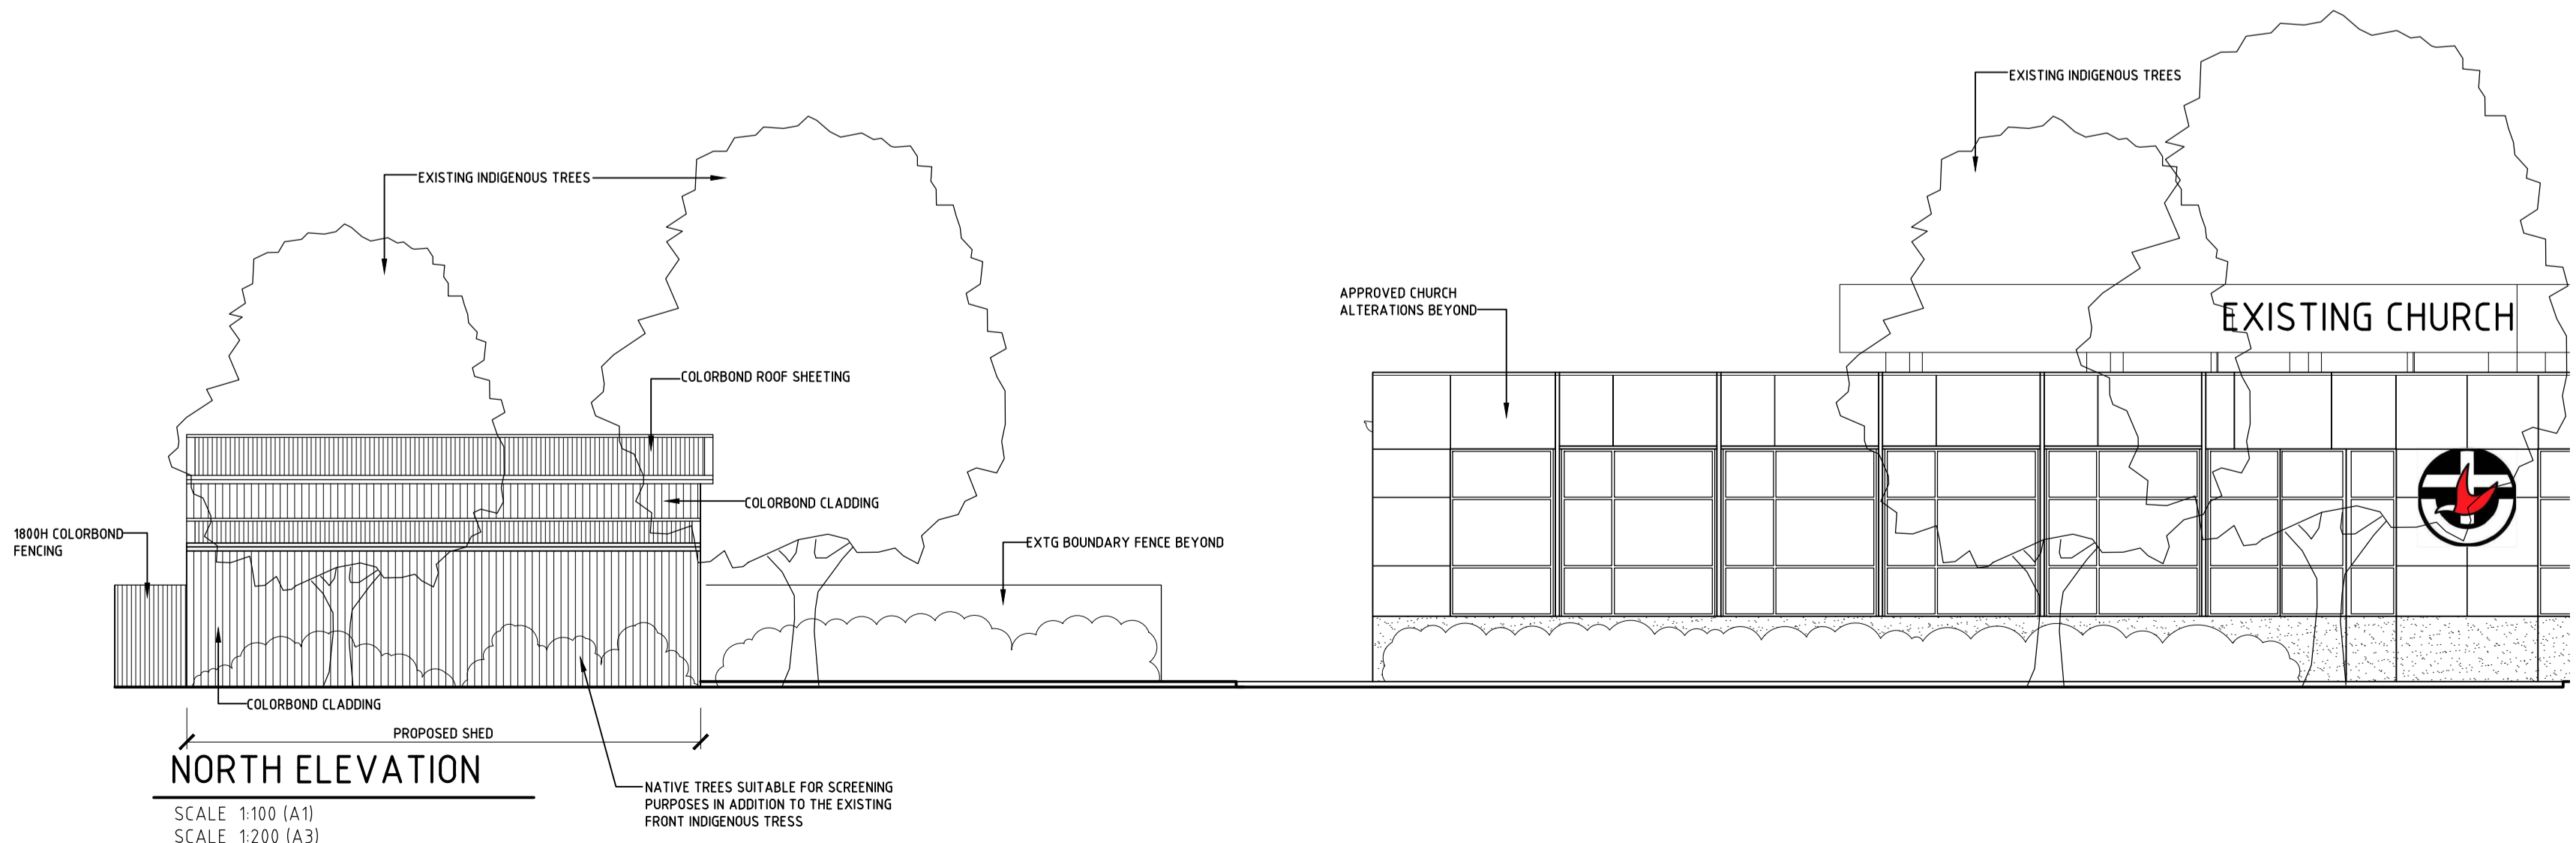 EXISTING INDIGENOUS TREES
EXISTING INDIGENOUS TREES
APPROVED CHURCH
ALTERATIONS BEYOND
EXISTING CHURCH
COLORBOND ROOF SHEETING
COLORBOND CLADDING
1800H COLORBOND
FENCING
EXTG BOUNDARY FENCE BEYOND
COLORBOND CLADDING
PROPOSED SHED
NORTH ELEVATION
SCALE 1:100 (A1)
SCALE 1:200 (A3)
NATIVE TREES SUITABLE FOR SCREENING
PURPOSES IN ADDITION TO THE EXISTING
FRONT INDIGENOUS TRESS